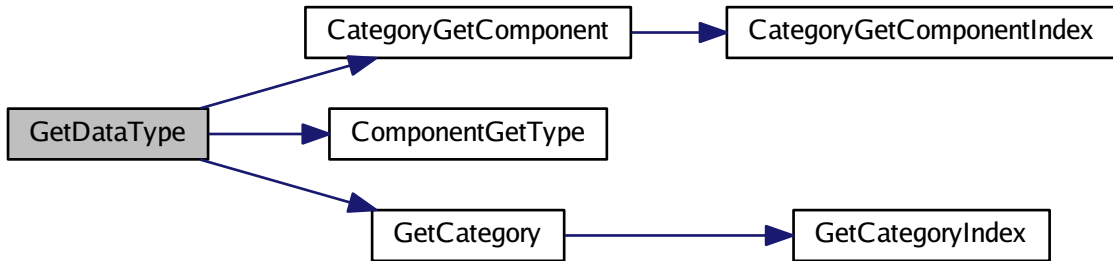 CategoryGetComponent
CategoryGetComponentIndex
GetDataType
ComponentGetType
GetCategory
GetCategoryIndex